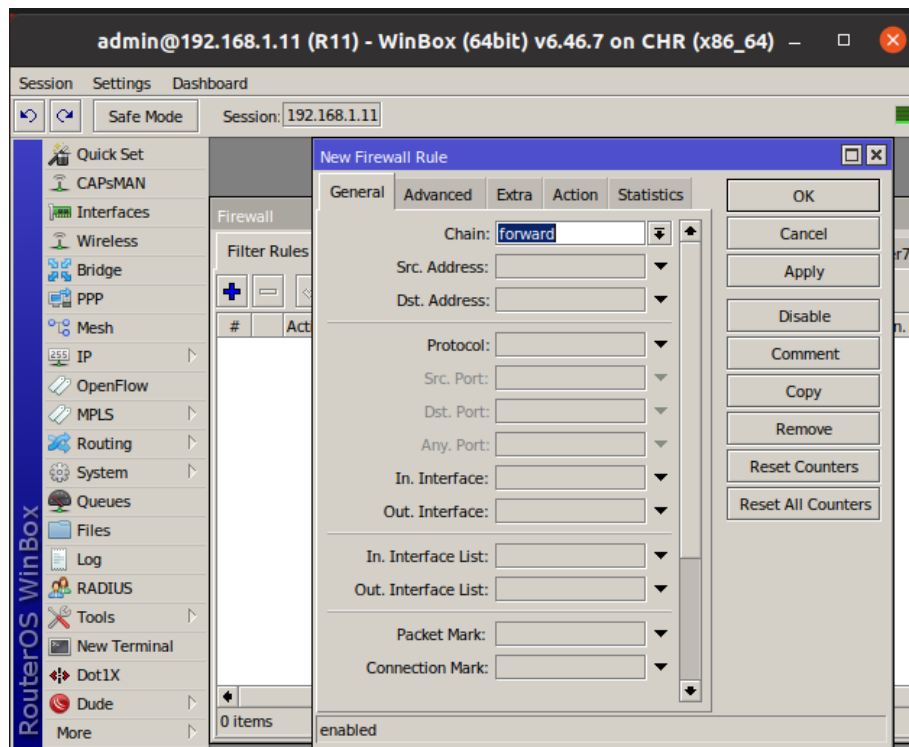 admin@192.168.1.11 (R11) - WinBox (64bit) v6.46.7 on CHR (x86_64)
Session Settings Dashboard
Safe Mode Session: 192.168.1.11
RouterOS WinBox
Quick Set
CAPsMAN
Interfaces
Wireless
Bridge
PPP
Mesh
IP
OpenFlow
MPLS
Routing
System
Queues
Files
Log
RADIUS
Tools
New Terminal
Dot1X
Dude
More
Firewall
Filter Rules
#
0 items
New Firewall Rule
General Advanced Extra Action Statistics
Chain: forward
Src. Address:
Dst. Address:
Protocol:
Src. Port:
Dst. Port:
Any. Port:
In. Interface:
Out. Interface:
In. Interface List:
Out. Interface List:
Packet Mark:
Connection Mark:
enabled
OK
Cancel
Apply
Disable
Comment
Copy
Remove
Reset Counters
Reset All Counters